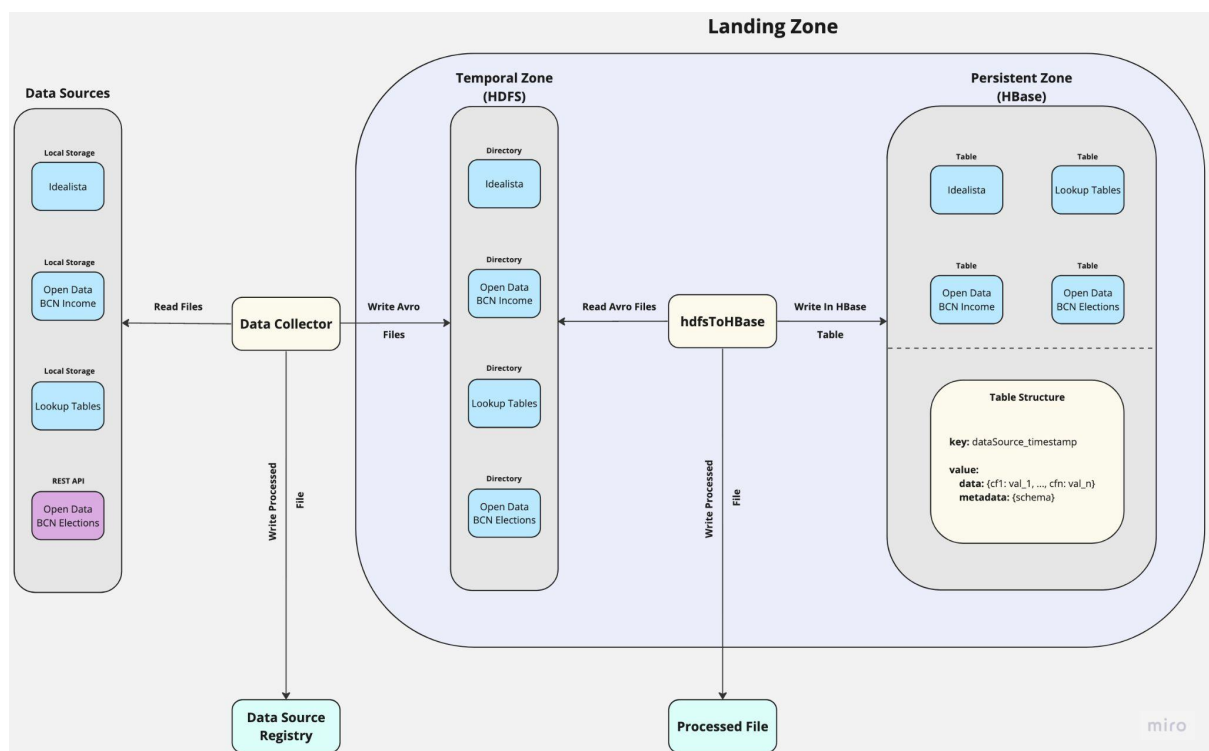 Landing Zone
Data Sources
Local Storage
Idealista
Local Storage
Open Data
BCN Income
Local Storage
Lookup Tables
REST API
Open Data
BCN Elections
Read Files
Data Collector
Write Avro
Files
Write Processed
File
Data Source
Registry
Temporal Zone
(HDFS)
Directory
Idealista
Directory
Open Data
BCN Income
Directory
Lookup Tables
Directory
Open Data
BCN Elections
Read Avro Files
hdfsToHBase
Write In HBase
Table
Write Processed
File
Processed File
Persistent Zone
(HBase)
Table
Idealista
Table
Lookup Tables
Table
Open Data
BCN Income
Table
Open Data
BCN Elections
Table Structure
key: dataSource_timestamp
value:
data: {cf1: val_1, ..., cfn: val_n}
metadata: {schema}
miro